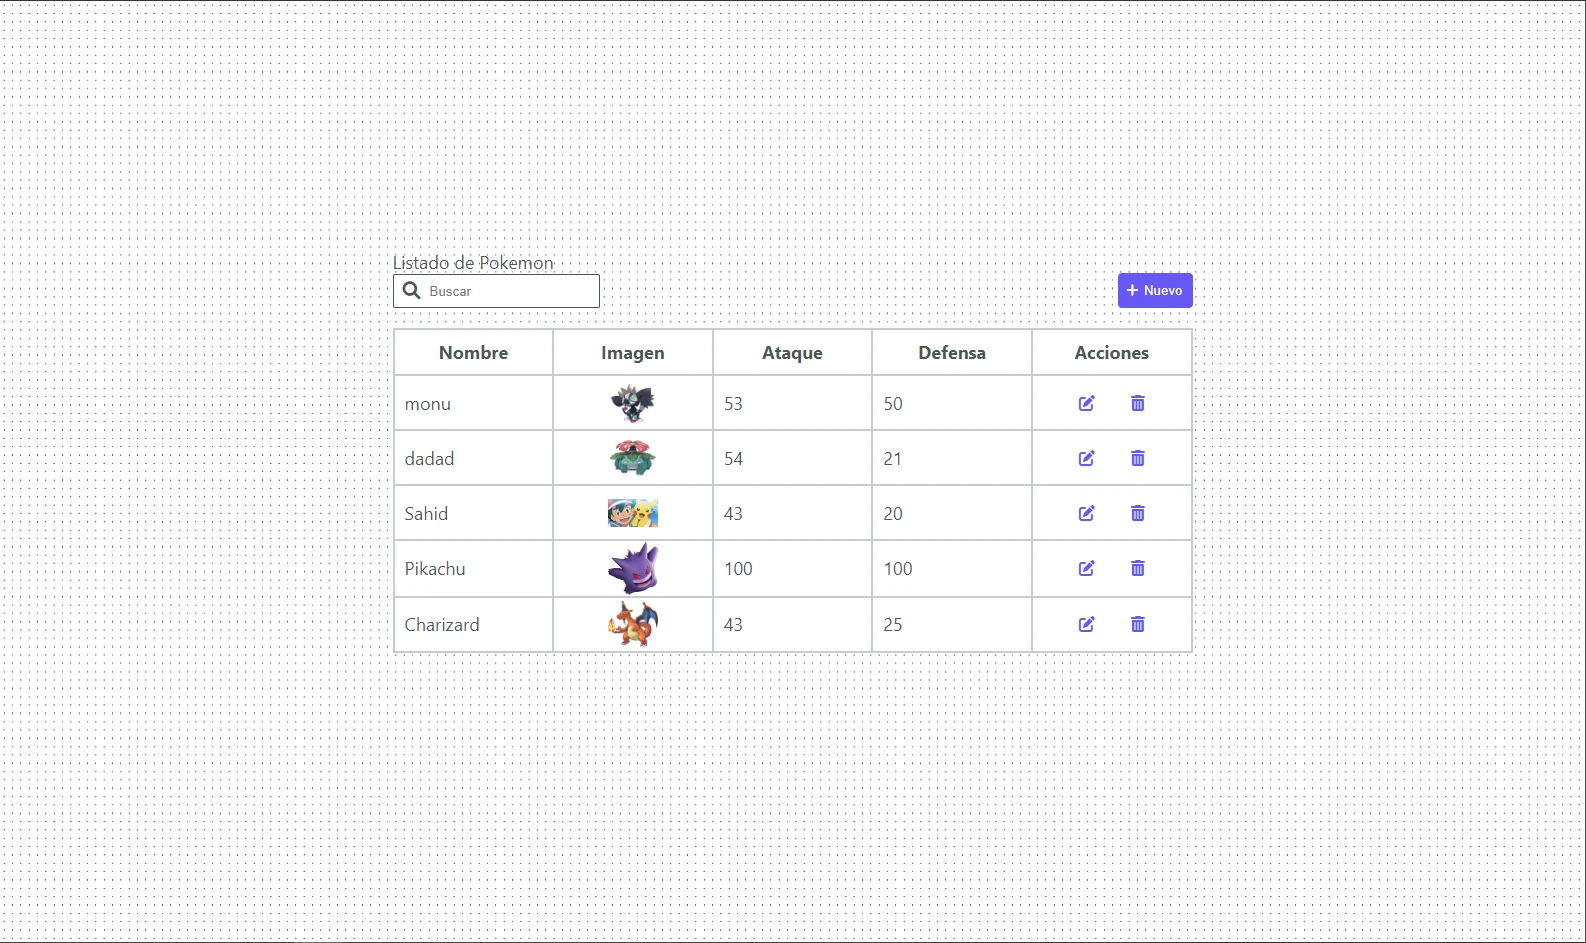 Listado de Pokemon
Buscar
+ Nuevo
Nombre Imagen Ataque Defensa Acciones
monu 53 50
dadad 54 21
Sahid 43 20
Pikachu 100 100
Charizard 43 25